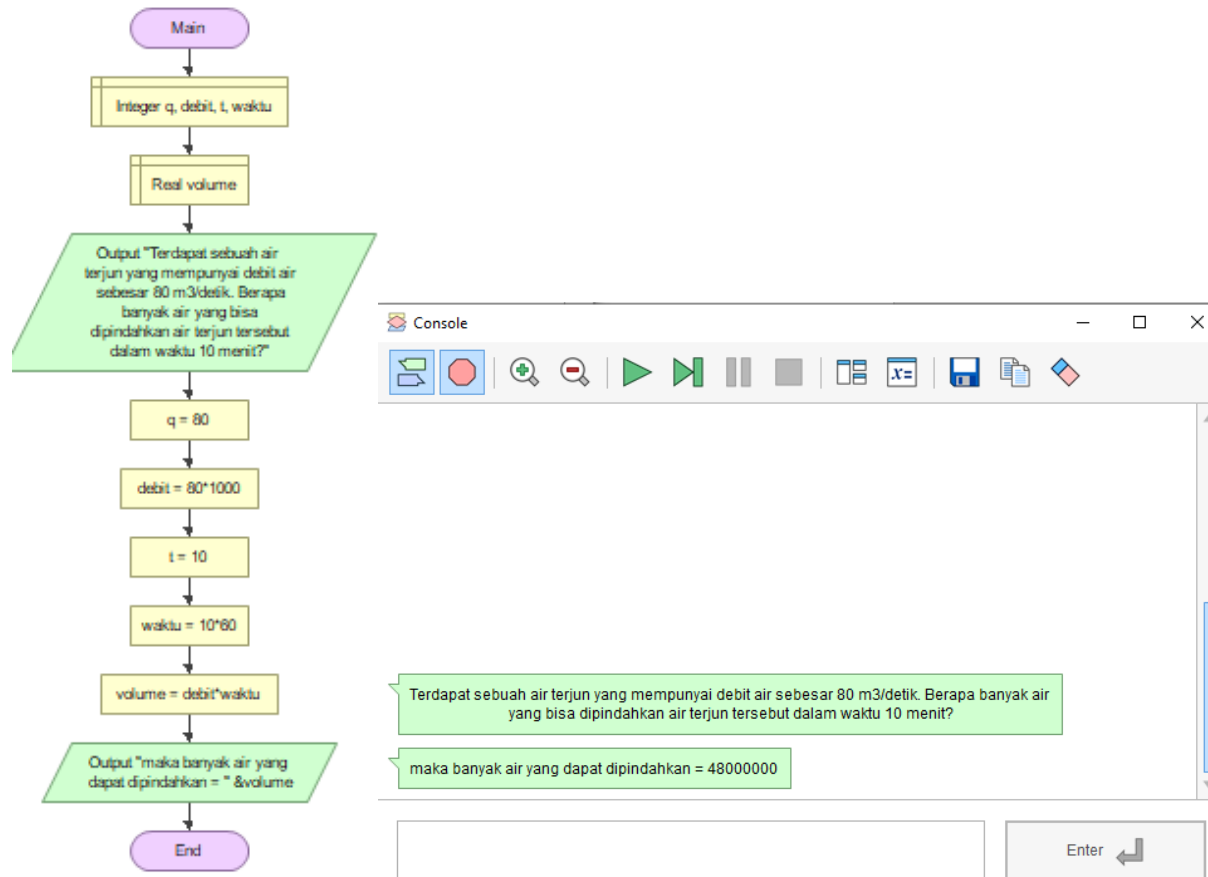 Main
Integer q, debit, t, waktu
Real volume
Output "Terdapat sebuah air
terjun yang mempunyai debit air
sebesar 80 m3/detik. Berapa
banyak air yang bisa
dipindahkan air terjun tersebut
dalam waktu 10 menit?"
q = 80
debit = 80*1000
t = 10
waktu = 10*60
volume = debit*waktu
Output "maka banyak air yang
dapat dipindahkan = " &volume
End
Console
x=
Terdapat sebuah air terjun yang mempunyai debit air sebesar 80 m3/detik. Berapa banyak air
yang bisa dipindahkan air terjun tersebut dalam waktu 10 menit?
maka banyak air yang dapat dipindahkan = 48000000
Enter